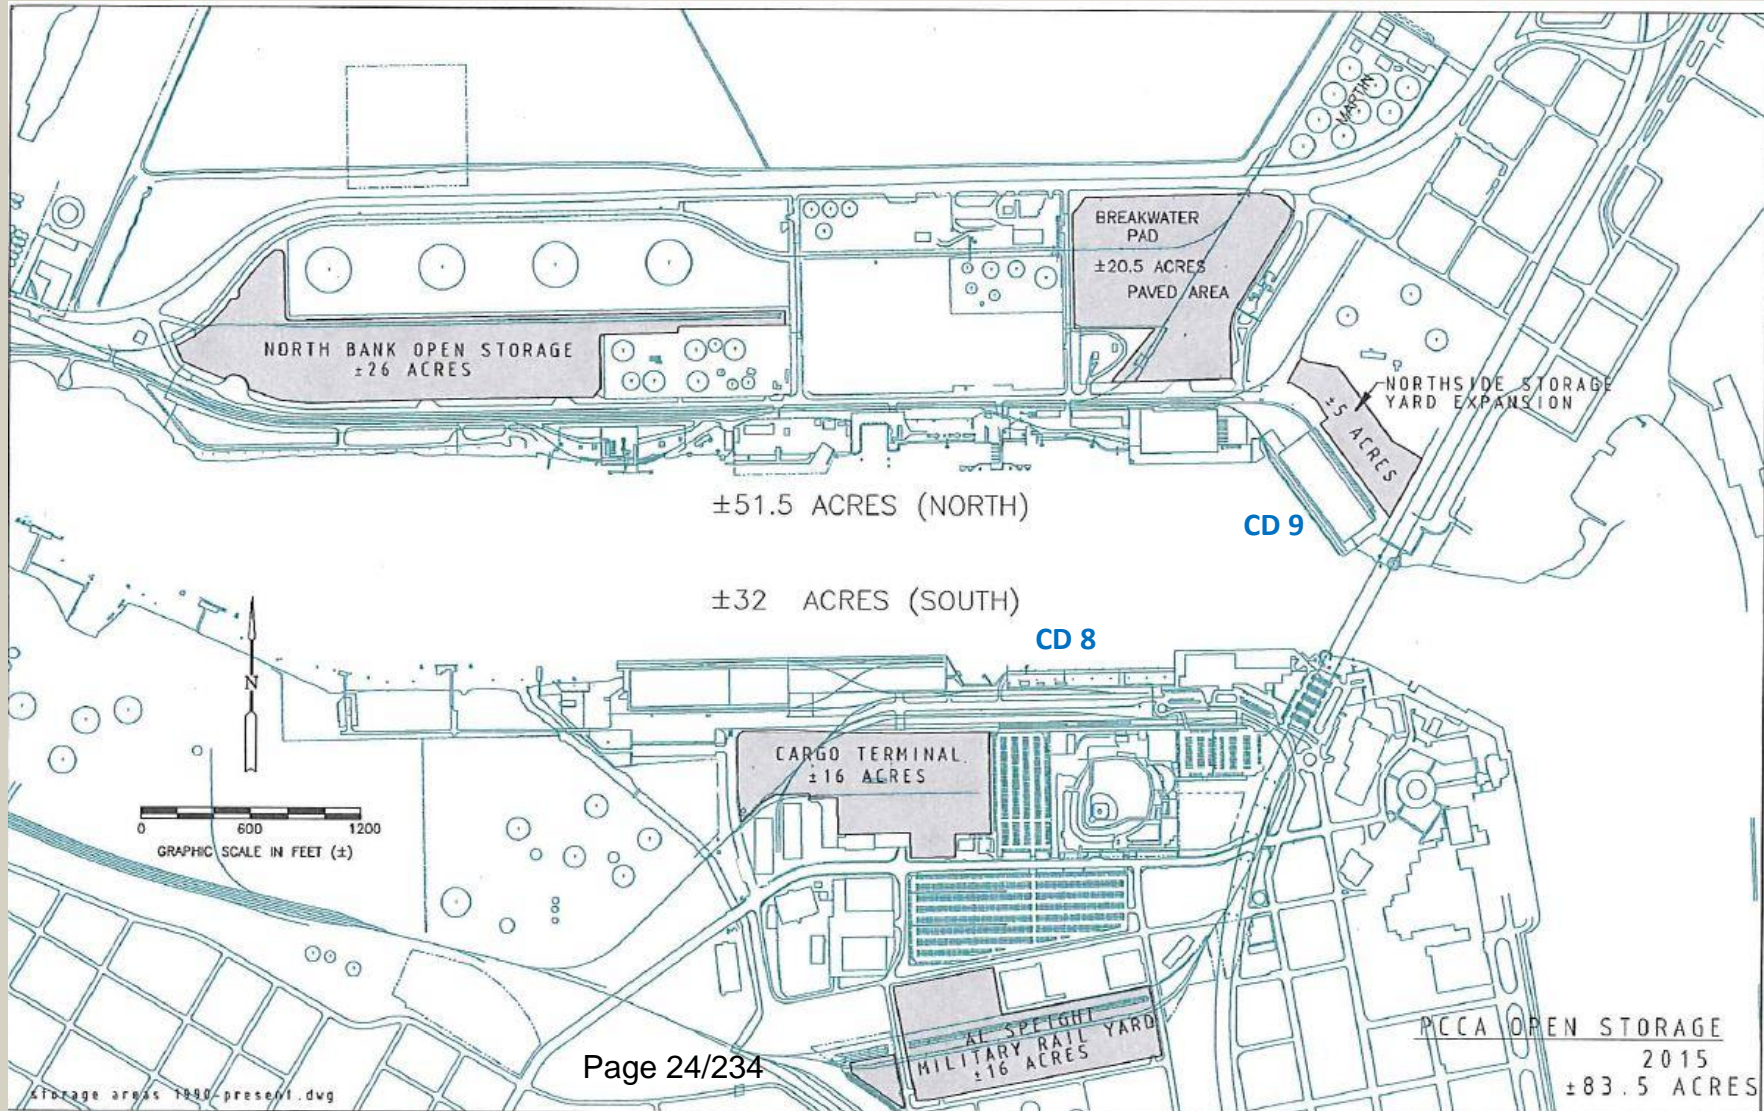 MARTIN
BREAKWATER
PAD
±20.5 ACRES
PAVED AREA
NORTH BANK OPEN STORAGE
±26 ACRES
NORTHSIDE STORAGE
YARD EXPANSION
±5 ACRES
±51.5 ACRES (NORTH)
CD 9
±32 ACRES (SOUTH)
CD 8
N
CARGO TERMINAL
±16 ACRES
0 600 1200
GRAPHIC SCALE IN FEET (±)
AL SPEIGHT
MILITARY RAIL YARD
±16 ACRES
PCCA OPEN STORAGE
2015
±83.5 ACRES
Page 24/234
storage areas 1990-present.dwg